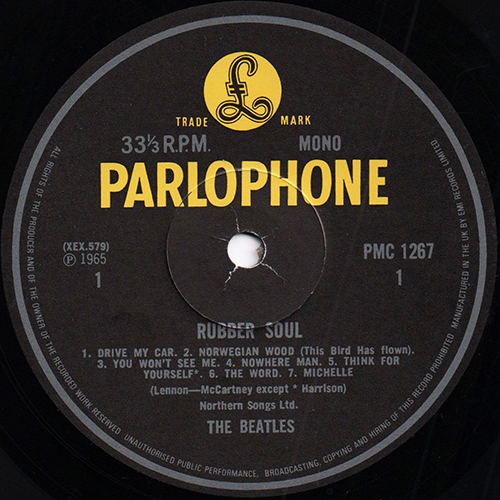 £
TRADE MARK
33⅓ R.P.M. MONO
PARLOPHONE
(XEX.579)
Ⓟ 1965
1
PMC 1267
1
RUBBER SOUL
1. DRIVE MY CAR. 2. NORWEGIAN WOOD (This Bird Has flown).
3. YOU WON'T SEE ME. 4. NOWHERE MAN. 5. THINK FOR
YOURSELF*. 6. THE WORD. 7. MICHELLE
(Lennon—McCartney except * Harrison)
Northern Songs Ltd.
THE BEATLES
ALL RIGHTS OF THE PRODUCER AND OF THE OWNER OF THE RECORDED WORK RESERVED UNAUTHORISED PUBLIC PERFORMANCE, BROADCASTING, COPYING AND HIRING OF THIS RECORD PROHIBITED MANUFACTURED IN THE UK BY EMI RECORDS LIMITED